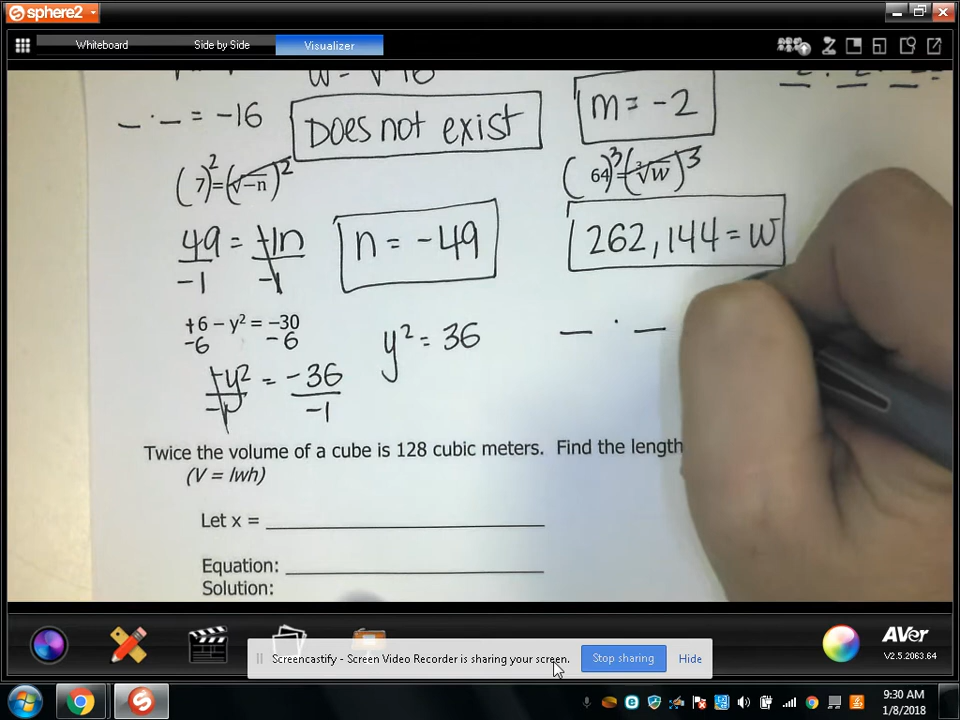 sphere2
Whiteboard Side by Side Visualizer
_ · _ = -16
Does not exist
m = -2
(7)² = (√-n)²
(64)³ = (³√w)³
49 = -1n
-1 -1
n = -49
262,144 = w
+6 – y² = -30
-6 -6
y² = 36
_ · _
-y² = -36
-1 -1
Twice the volume of a cube is 128 cubic meters. Find the length
(V = lwh)
Let x = ____________________
Equation: ____________________
Solution:
Screencastify - Screen Video Recorder is sharing your screen.
Stop sharing
Hide
AVer
V2.5.2063.64
9:30 AM
1/8/2018